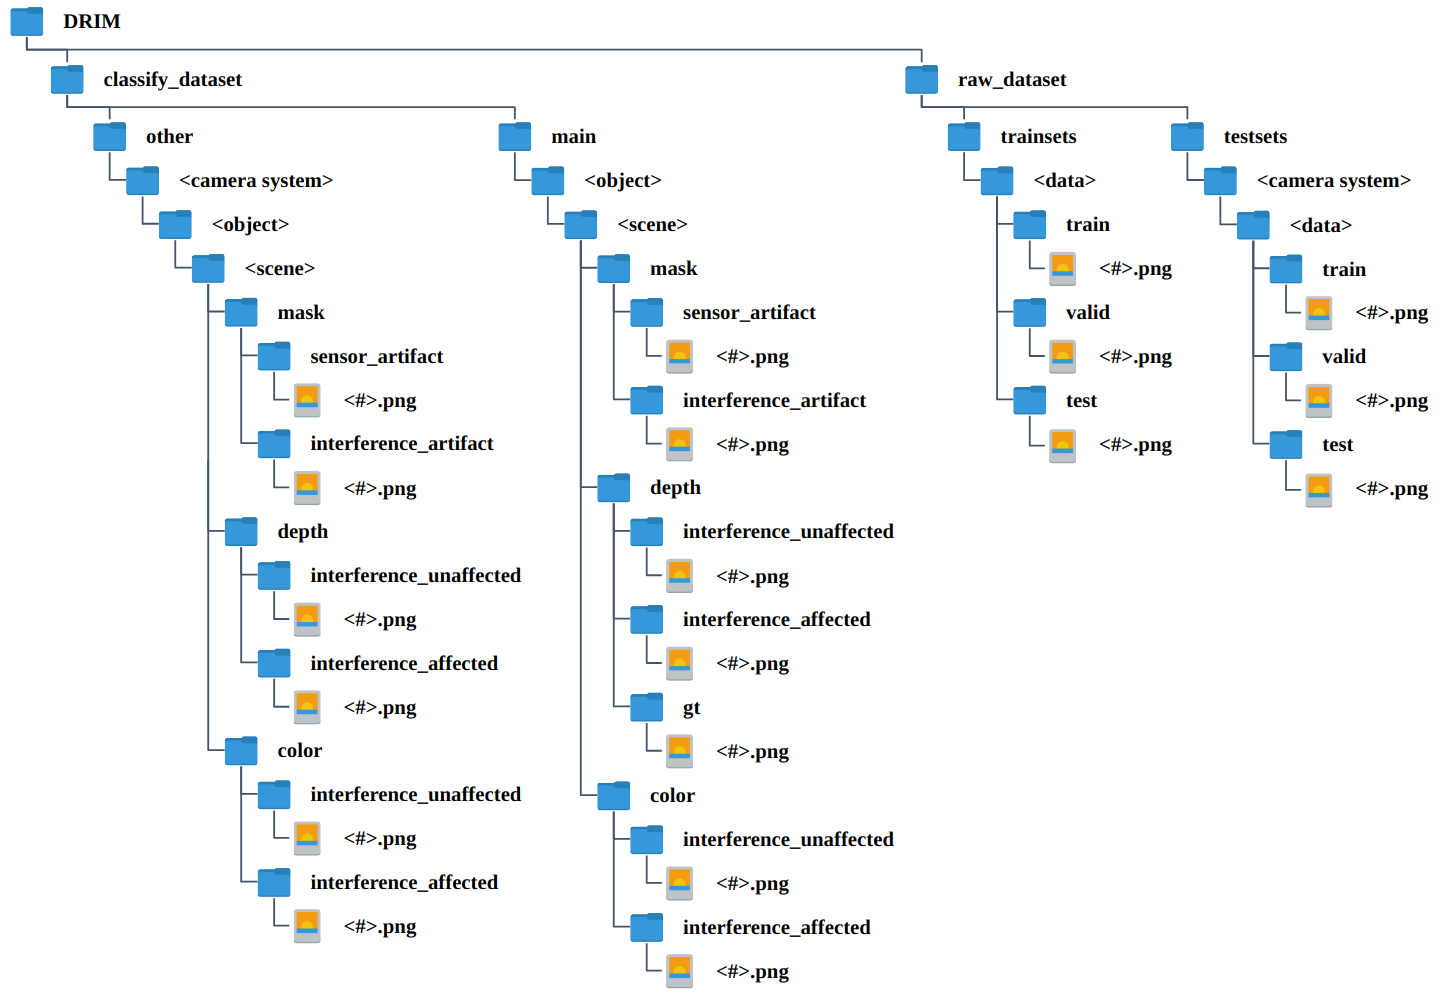 DRIM
classify_dataset
other
<camera system>
<object>
<scene>
mask
sensor_artifact
<#>.png
interference_artifact
<#>.png
depth
interference_unaffected
<#>.png
interference_affected
<#>.png
color
interference_unaffected
<#>.png
interference_affected
<#>.png
main
<object>
<scene>
mask
sensor_artifact
<#>.png
interference_artifact
<#>.png
depth
interference_unaffected
<#>.png
interference_affected
<#>.png
gt
<#>.png
color
interference_unaffected
<#>.png
interference_affected
<#>.png
raw_dataset
trainsets
<data>
train
<#>.png
valid
<#>.png
test
<#>.png
testsets
<camera system>
<data>
train
<#>.png
valid
<#>.png
test
<#>.png